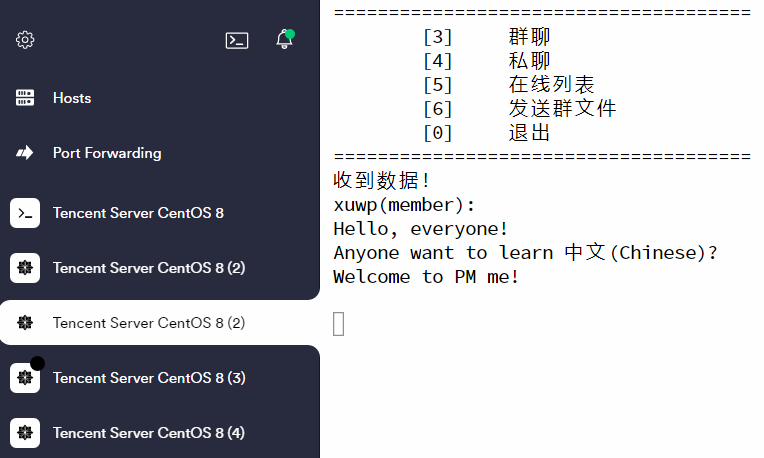 Hosts
Port Forwarding
Tencent Server CentOS 8
Tencent Server CentOS 8 (2)
Tencent Server CentOS 8 (2)
Tencent Server CentOS 8 (3)
Tencent Server CentOS 8 (4)
=====================================
[3] 群聊
[4] 私聊
[5] 在线列表
[6] 发送群文件
[0] 退出
=====================================
收到数据!
xuwp(member):
Hello, everyone!
Anyone want to learn 中文(Chinese)?
Welcome to PM me!